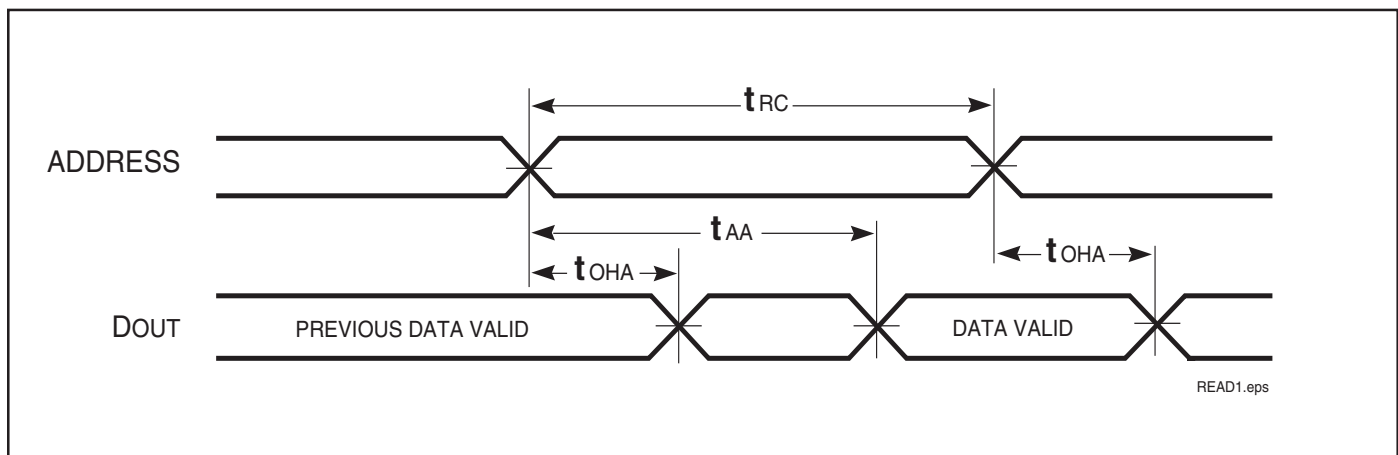 tRC
ADDRESS
tAA
tOHA
tOHA
DOUT
PREVIOUS DATA VALID
DATA VALID
READ1.eps